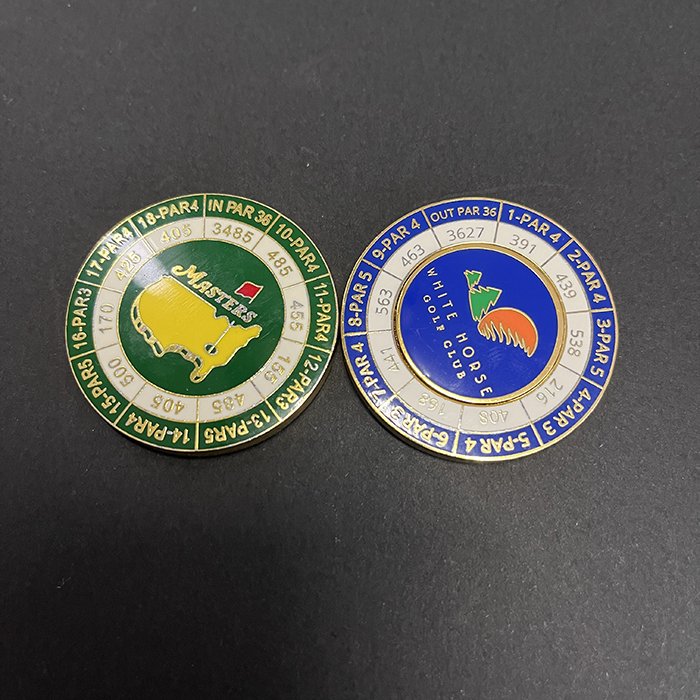 MASTERS
IN PAR 36
10-PAR4
11-PAR4
12-PAR3
13-PAR5
14-PAR4
15-PAR5
16-PAR3
17-PAR4
18-PAR4
3485
485
455
155
485
405
500
170
425
405
WHITE HORSE
GOLF CLUB
OUT PAR 36
1-PAR 4
2-PAR 4
3-PAR 5
4-PAR 3
5-PAR 4
6-PAR 3
7-PAR 4
8-PAR 5
9-PAR 4
3627
391
439
538
216
408
168
441
563
463